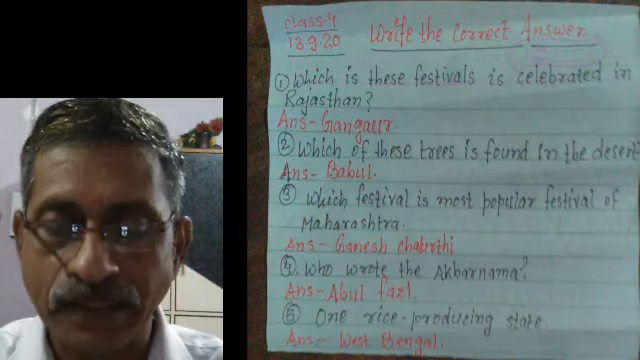 Class-4
13.9.20
Write the Correct Answer
① Which is these festivals is celebrated in
Rajasthan?
Ans- Gangaur.
② Which of these trees is found in the desert
Ans- Babul.
③ Which festival is most popular festival of
Maharashtra.
Ans- Ganesh chaturthi
④. Who wrote the Akbarnama?
Ans- Abul fazl.
⑤ One rice-producing state.
Ans- West Bengal.